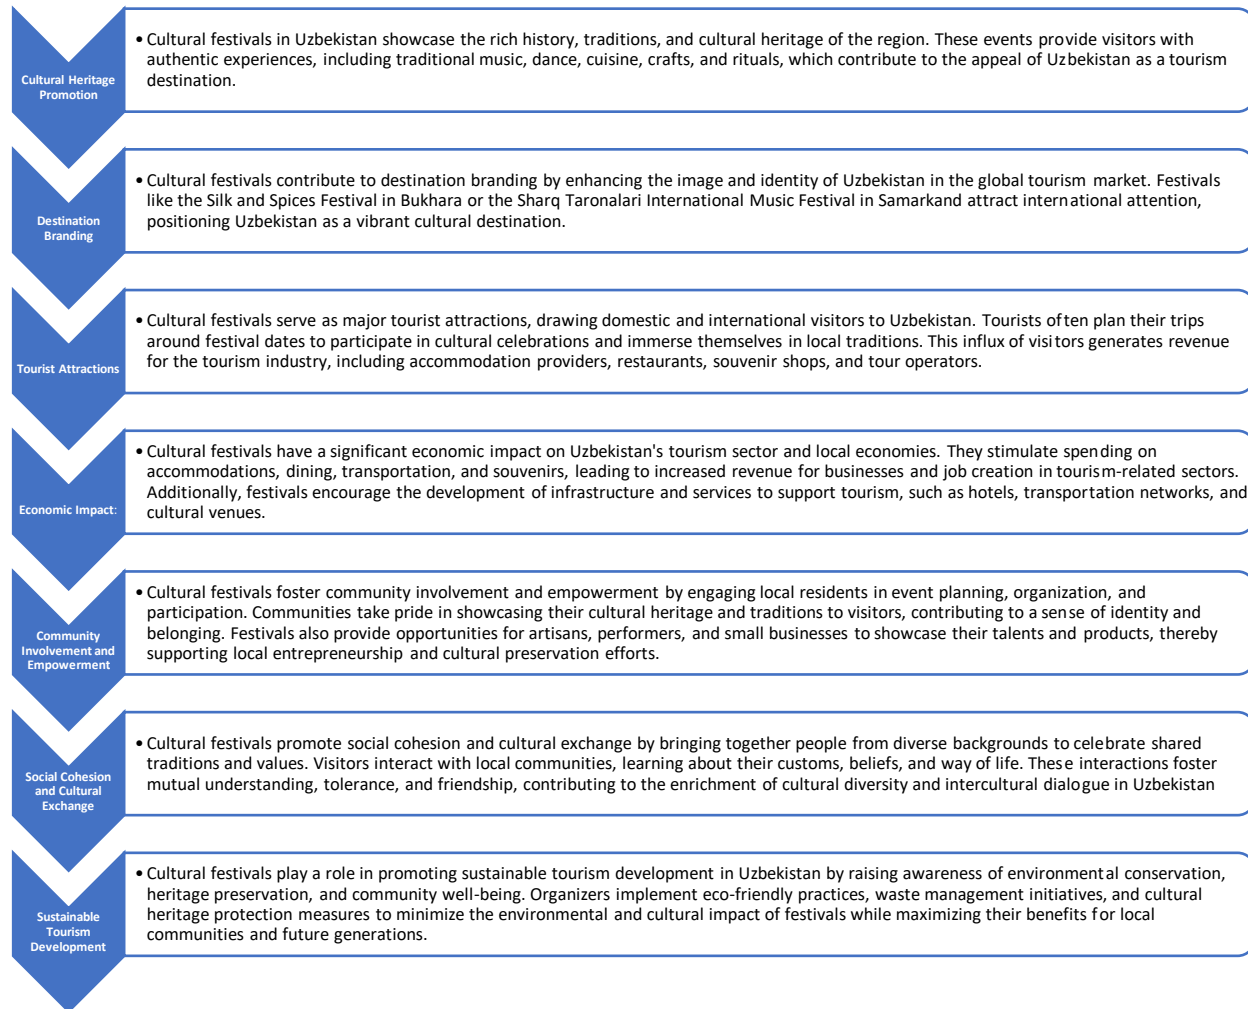 Cultural Heritage
Promotion
• Cultural festivals in Uzbekistan showcase the rich history, traditions, and cultural heritage of the region. These events provide visitors with
authentic experiences, including traditional music, dance, cuisine, crafts, and rituals, which contribute to the appeal of Uzbekistan as a tourism
destination.
Destination
Branding
• Cultural festivals contribute to destination branding by enhancing the image and identity of Uzbekistan in the global tourism market. Festivals
like the Silk and Spices Festival in Bukhara or the Sharq Taronalari International Music Festival in Samarkand attract international attention,
positioning Uzbekistan as a vibrant cultural destination.
Tourist Attractions
• Cultural festivals serve as major tourist attractions, drawing domestic and international visitors to Uzbekistan. Tourists often plan their trips
around festival dates to participate in cultural celebrations and immerse themselves in local traditions. This influx of visitors generates revenue
for the tourism industry, including accommodation providers, restaurants, souvenir shops, and tour operators.
Economic Impact:
• Cultural festivals have a significant economic impact on Uzbekistan's tourism sector and local economies. They stimulate spending on
accommodations, dining, transportation, and souvenirs, leading to increased revenue for businesses and job creation in tourism-related sectors.
Additionally, festivals encourage the development of infrastructure and services to support tourism, such as hotels, transportation networks, and
cultural venues.
Community
Involvement and
Empowerment
• Cultural festivals foster community involvement and empowerment by engaging local residents in event planning, organization, and
participation. Communities take pride in showcasing their cultural heritage and traditions to visitors, contributing to a sense of identity and
belonging. Festivals also provide opportunities for artisans, performers, and small businesses to showcase their talents and products, thereby
supporting local entrepreneurship and cultural preservation efforts.
Social Cohesion
and Cultural
Exchange
• Cultural festivals promote social cohesion and cultural exchange by bringing together people from diverse backgrounds to celebrate shared
traditions and values. Visitors interact with local communities, learning about their customs, beliefs, and way of life. These interactions foster
mutual understanding, tolerance, and friendship, contributing to the enrichment of cultural diversity and intercultural dialogue in Uzbekistan
Sustainable
Tourism
Development
• Cultural festivals play a role in promoting sustainable tourism development in Uzbekistan by raising awareness of environmental conservation,
heritage preservation, and community well-being. Organizers implement eco-friendly practices, waste management initiatives, and cultural
heritage protection measures to minimize the environmental and cultural impact of festivals while maximizing their benefits for local
communities and future generations.